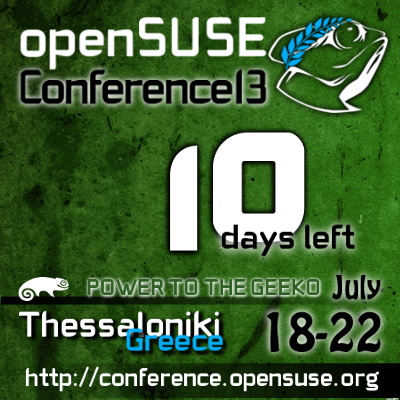 openSUSE
Conference13
10
days left
POWER TO THE GEEKO July
Thessaloniki 18-22
Greece
http://conference.opensuse.org